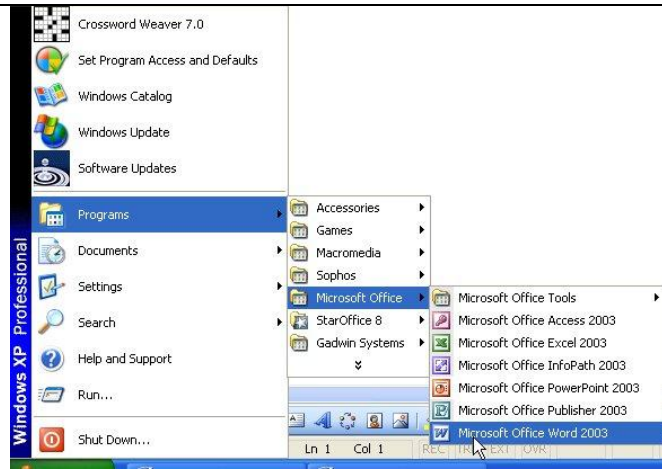 Crossword Weaver 7.0
Set Program Access and Defaults
Windows Catalog
Windows Update
Software Updates
Programs
Documents
Settings
Search
Help and Support
Run...
Shut Down...
Windows XP Professional
Accessories
Games
Macromedia
Sophos
Microsoft Office
StarOffice 8
Gadwin Systems
Microsoft Office Tools
Microsoft Office Access 2003
Microsoft Office Excel 2003
Microsoft Office InfoPath 2003
Microsoft Office PowerPoint 2003
Microsoft Office Publisher 2003
Microsoft Office Word 2003
Ln 1 Col 1 REC TRK EXT OVR